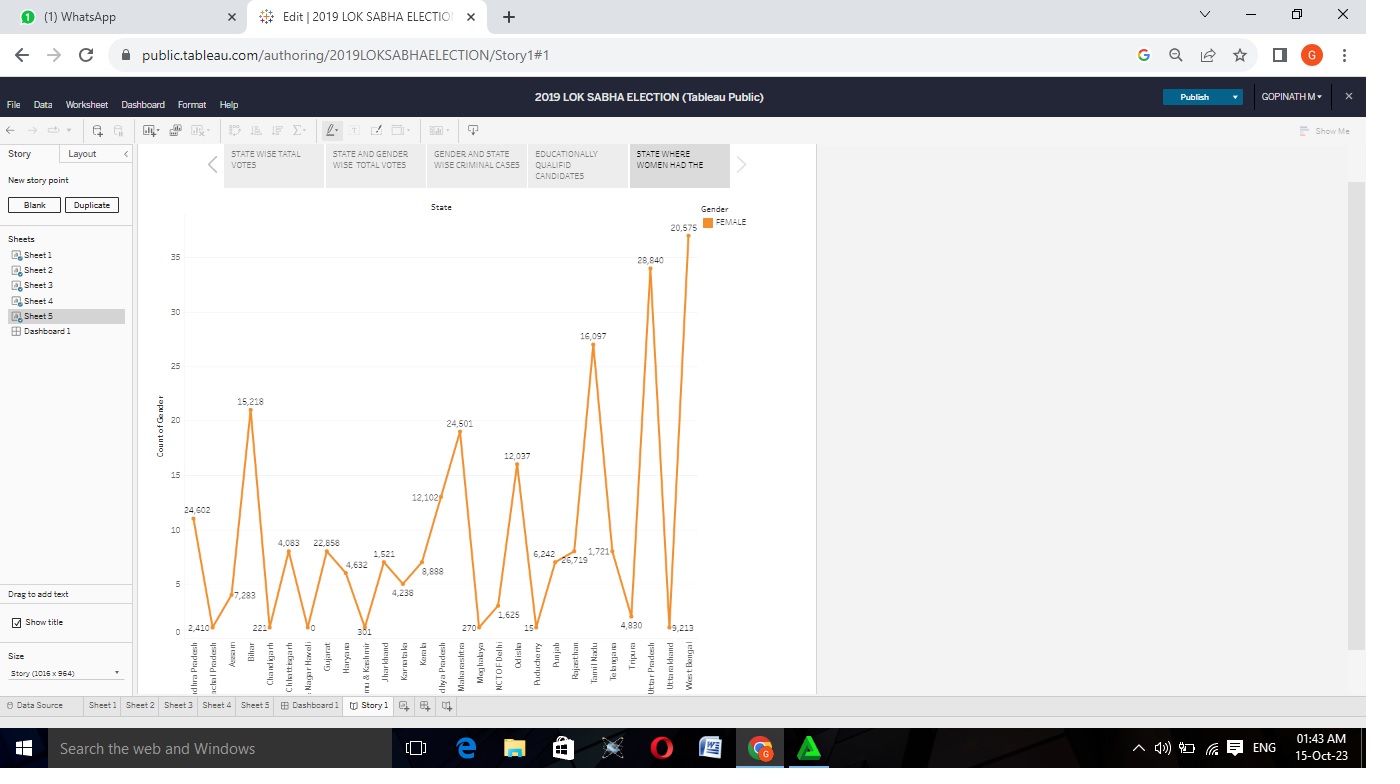 (1) WhatsApp
Edit | 2019 LOK SABHA ELECTIO
public.tableau.com/authoring/2019LOKSABHAELECTION/Story1#1
G
File Data Worksheet Dashboard Format Help
2019 LOK SABHA ELECTION (Tableau Public)
Publish
GOPINATH M
Show Me
Story Layout
New story point
Blank Duplicate
Sheets
Sheet 1
Sheet 2
Sheet 3
Sheet 4
Sheet 5
Dashboard 1
Drag to add text
Show title
Size
Story (1016 x 964)
STATE WISE TATAL
VOTES
STATE AND GENDER
WISE TOTAL VOTES
GENDER AND STATE
WISE CRIMINAL CASES
EDUCATIONALLY
QUALIFID
CANDIDATES
STATE WHERE
WOMEN HAD THE
State
Gender
FEMALE
Count of Gender
35
30
25
20
15
10
5
0
24,602
2,410
7,283
15,218
221
4,083
0
22,858
4,632
301
1,521
4,238
8,888
12,102
24,501
270
1,625
12,037
15
6,242
26,719
16,097
1,721
4,830
28,840
9,213
20,575
dhra Pradesh
achal Pradesh
Assam
Bihar
Chandigarh
Chhattisgarh
Nagar Haveli
Gujarat
Haryana
nu & Kashmir
Jharkhand
Karnataka
Kerala
dhya Pradesh
Maharashtra
Meghalaya
NCT OF Delhi
Odisha
Puducherry
Punjab
Rajasthan
Tamil Nadu
Telangana
Tripura
Uttar Pradesh
Uttarakhand
West Bengal
Data Source Sheet 1 Sheet 2 Sheet 3 Sheet 4 Sheet 5 Dashboard 1 Story 1
Search the web and Windows
ENG
01:43 AM
15-Oct-23